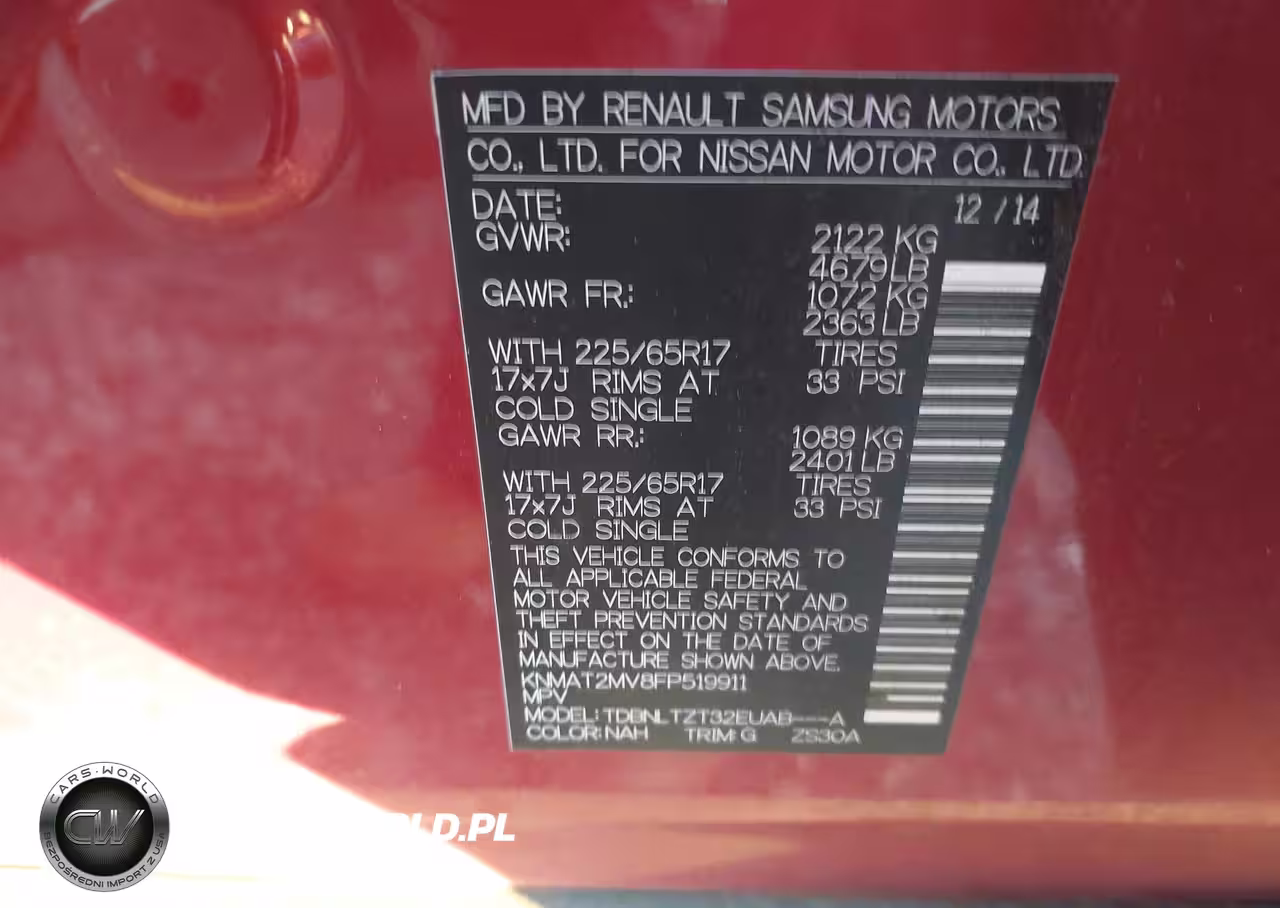 MFD BY RENAULT SAMSUNG MOTORS
CO., LTD. FOR NISSAN MOTOR CO., LTD.
DATE: 12 / 14
GVWR: 2122 KG
4679 LB
GAWR FR.: 1072 KG
2363 LB
WITH 225/65R17 TIRES
17x7J RIMS AT 33 PSI
COLD SINGLE
GAWR RR.: 1089 KG
2401 LB
WITH 225/65R17 TIRES
17x7J RIMS AT 33 PSI
COLD SINGLE
THIS VEHICLE CONFORMS TO
ALL APPLICABLE FEDERAL
MOTOR VEHICLE SAFETY AND
THEFT PREVENTION STANDARDS
IN EFFECT ON THE DATE OF
MANUFACTURE SHOWN ABOVE.
KNMAT2MV8FP519911
MPV
MODEL: TDBNLTZT32EUAB---A
COLOR: NAH TRIM: G ZS30A
CARS-WORLD
CW
BEZPOŚREDNI IMPORT Z USA
LD.PL